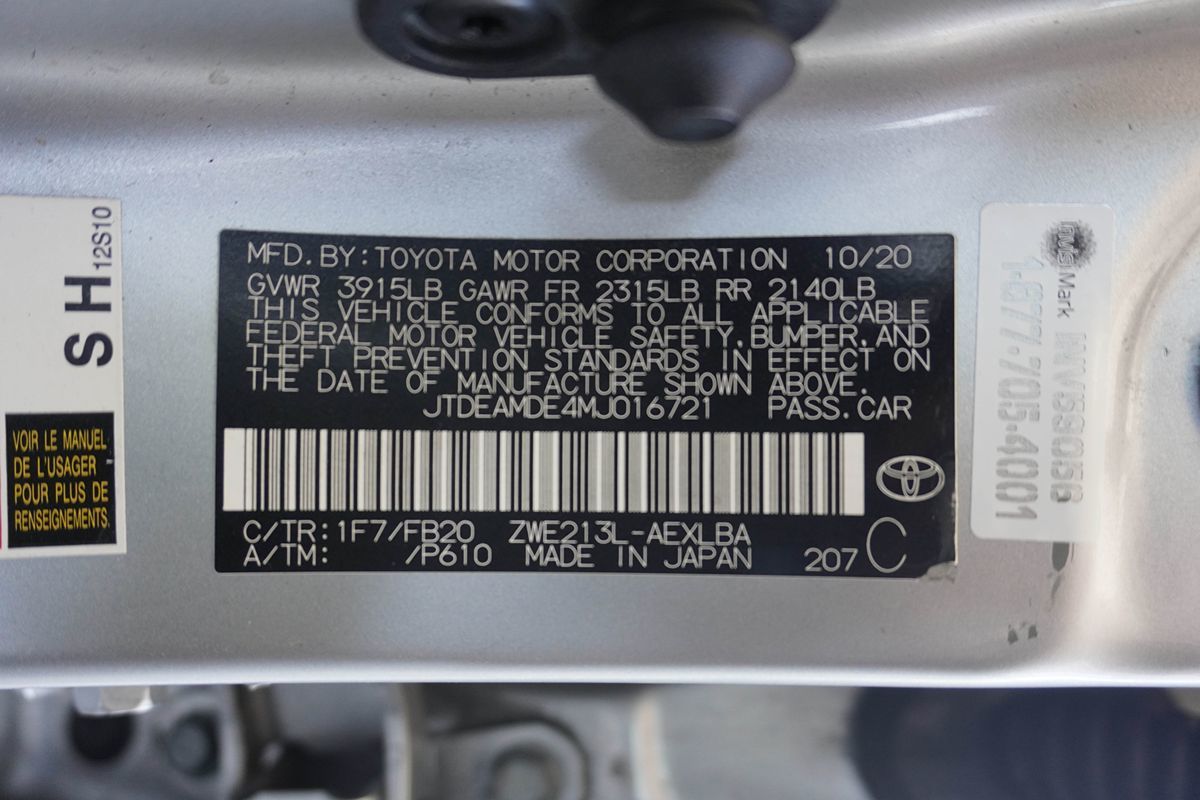 S H
12S10
VOIR LE MANUEL
DE L'USAGER
POUR PLUS DE
RENSEIGNEMENTS.
MFD. BY: TOYOTA MOTOR CORPORATION 10/20
GVWR 3915LB GAWR FR 2315LB RR 2140LB
THIS VEHICLE CONFORMS TO ALL APPLICABLE
FEDERAL MOTOR VEHICLE SAFETY, BUMPER, AND
THEFT PREVENTION STANDARDS IN EFFECT ON
THE DATE OF MANUFACTURE SHOWN ABOVE.
JTDEAMDE4MJ016721 PASS.CAR
C/TR: 1F7/FB20 ZWE213L-AEXLBA
A/TM: /P610 MADE IN JAPAN 207 C
InVisiMark
1.877.705.4001